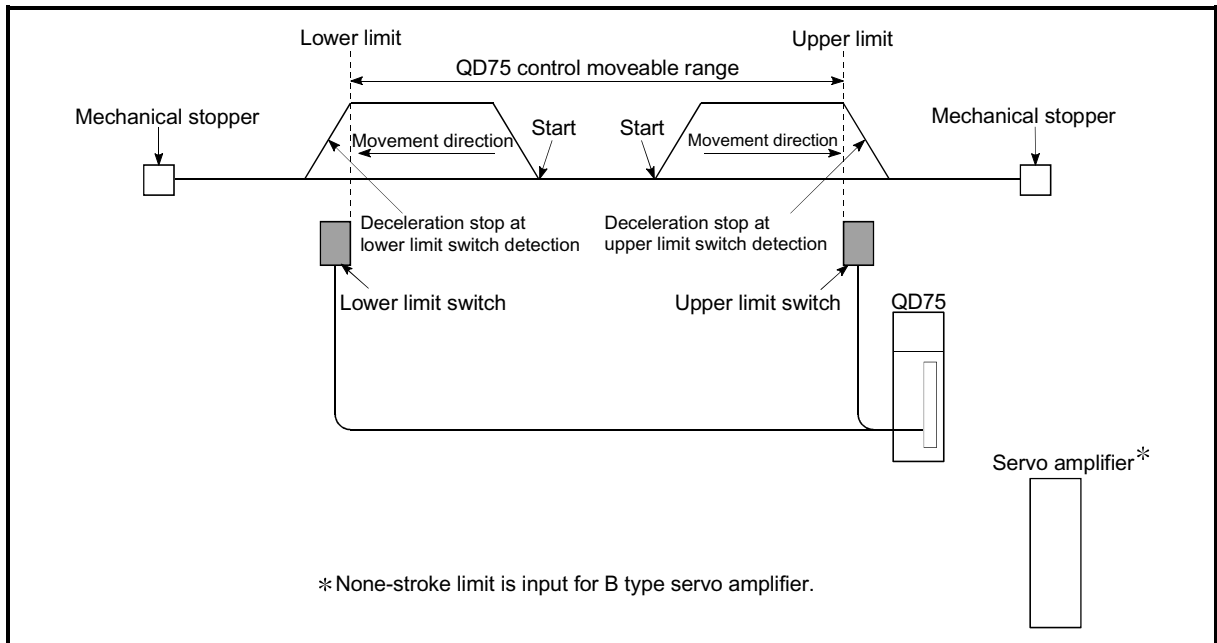 Lower limit
Upper limit
QD75 control moveable range
Mechanical stopper
Start
Start
Mechanical stopper
Movement direction
Movement direction
Deceleration stop at
lower limit switch detection
Deceleration stop at
upper limit switch detection
Lower limit switch
Upper limit switch
QD75
Servo amplifier*
*None-stroke limit is input for B type servo amplifier.